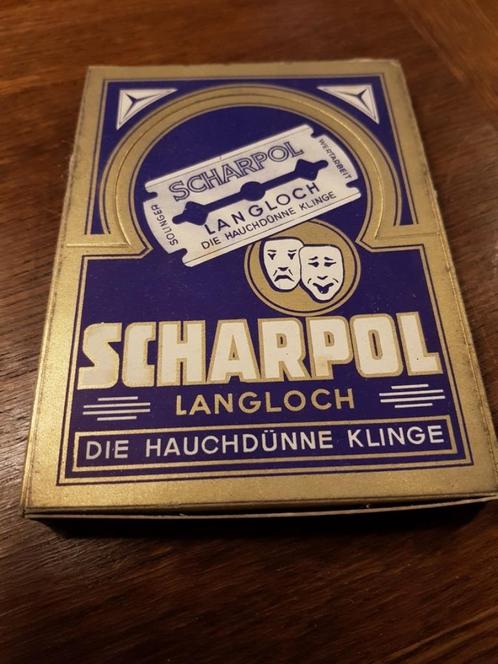 SCHARPOL
LANGLOCH
DIE HAUCHDÜNNE KLINGE
SOLINGER
WERTARBEIT
SCHARPOL
LANGLOCH
DIE HAUCHDÜNNE KLINGE